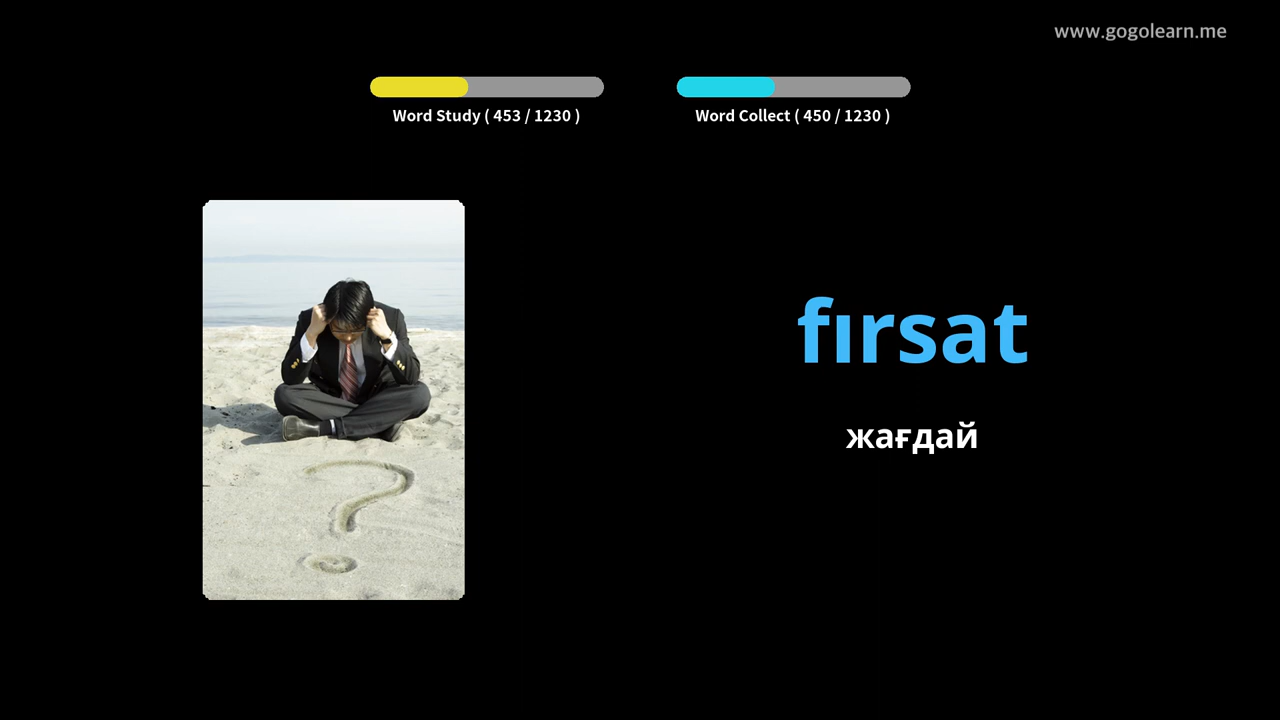 www.gogolearn.me
Word Study ( 453 / 1230 )
Word Collect ( 450 / 1230 )
fırsat
жағдай
?